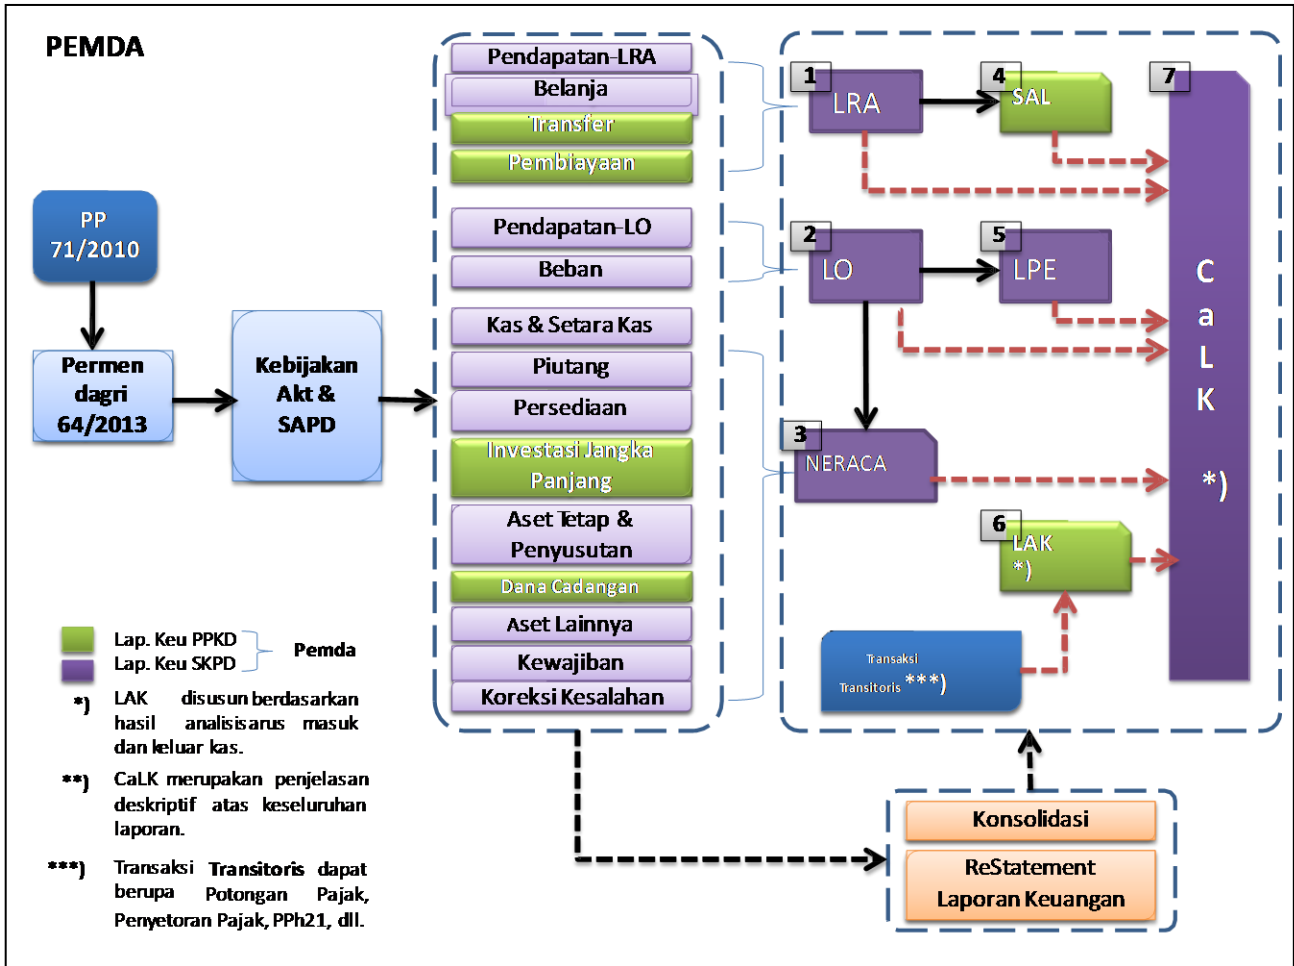 PEMDA
PP
71/2010
Permen
dagri
64/2013
Kebijakan
Akt &
SAPD
Pendapatan-LRA
Belanja
Transfer
Pembiayaan
Pendapatan-LO
Beban
Kas & Setara Kas
Piutang
Persediaan
Investasi Jangka
Panjang
Aset Tetap &
Penyusutan
Dana Cadangan
Aset Lainnya
Kewajiban
Koreksi Kesalahan
1
LRA
4
SAL
7
2
LO
5
LPE
3
NERACA
6
LAK
*)
C
a
L
K
*)
Transaksi
Transitoris ***)
Konsolidasi
ReStatement
Laporan Keuangan
Lap. Keu PPKD
Lap. Keu SKPD
Pemda
*) LAK disusun berdasarkan
hasil analisis arus masuk
dan keluar kas.
**) CaLK merupakan penjelasan
deskriptif atas keseluruhan
laporan.
***) Transaksi Transitoris dapat
berupa Potongan Pajak,
Penyetoran Pajak, PPh21, dll.